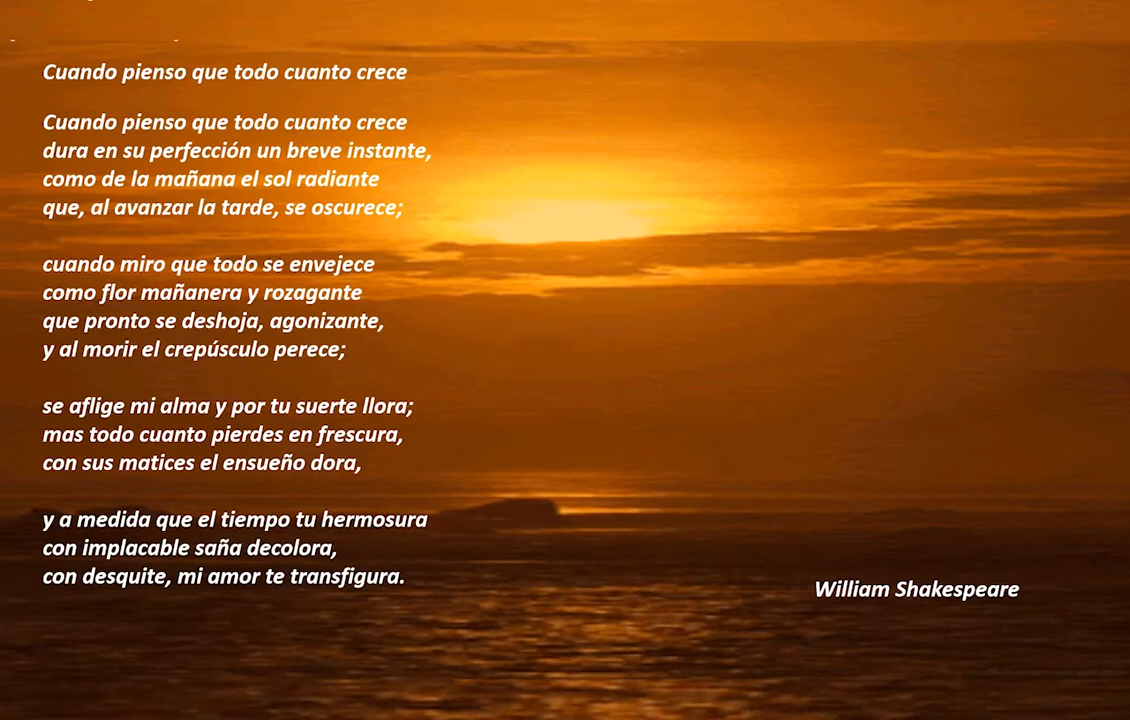 Cuando pienso que todo cuanto crece
Cuando pienso que todo cuanto crece
dura en su perfección un breve instante,
como de la mañana el sol radiante
que, al avanzar la tarde, se oscurece;
cuando miro que todo se envejece
como flor mañanera y rozagante
que pronto se deshoja, agonizante,
y al morir el crepúsculo perece;
se aflige mi alma y por tu suerte llora;
mas todo cuanto pierdes en frescura,
con sus matices el ensueño dora,
y a medida que el tiempo tu hermosura
con implacable saña decolora,
con desquite, mi amor te transfigura.
William Shakespeare